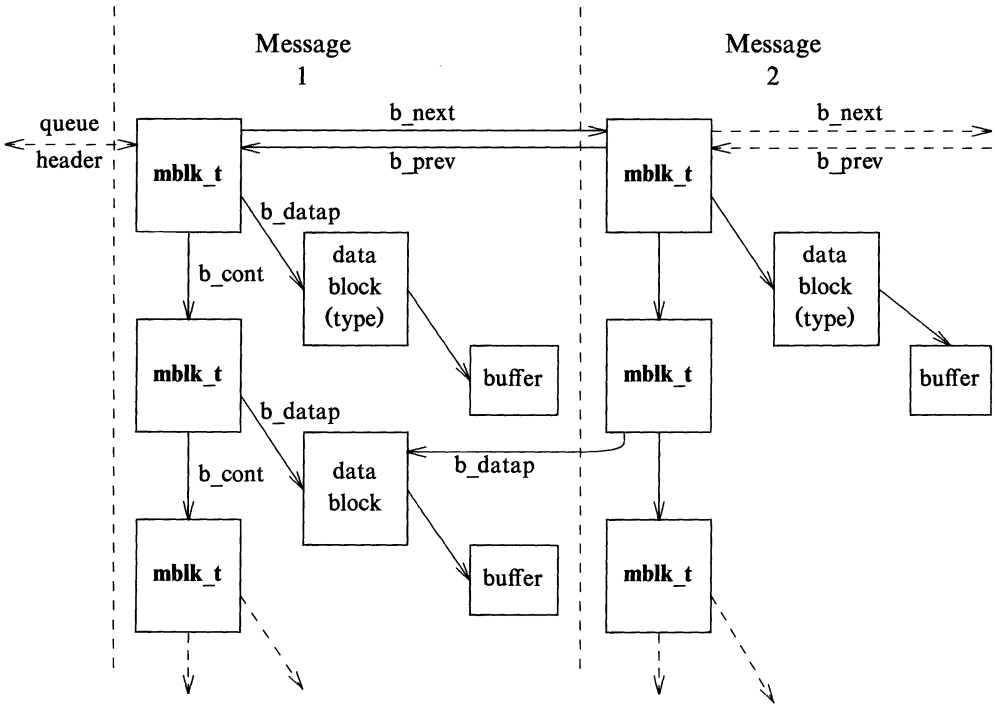 Message
1
Message
2
queue
header
b_next
b_prev
b_next
b_prev
mblk_t
mblk_t
b_datap
b_cont
data
block
(type)
data
block
(type)
buffer
buffer
mblk_t
mblk_t
b_datap
b_cont
data
block
b_datap
buffer
mblk_t
mblk_t